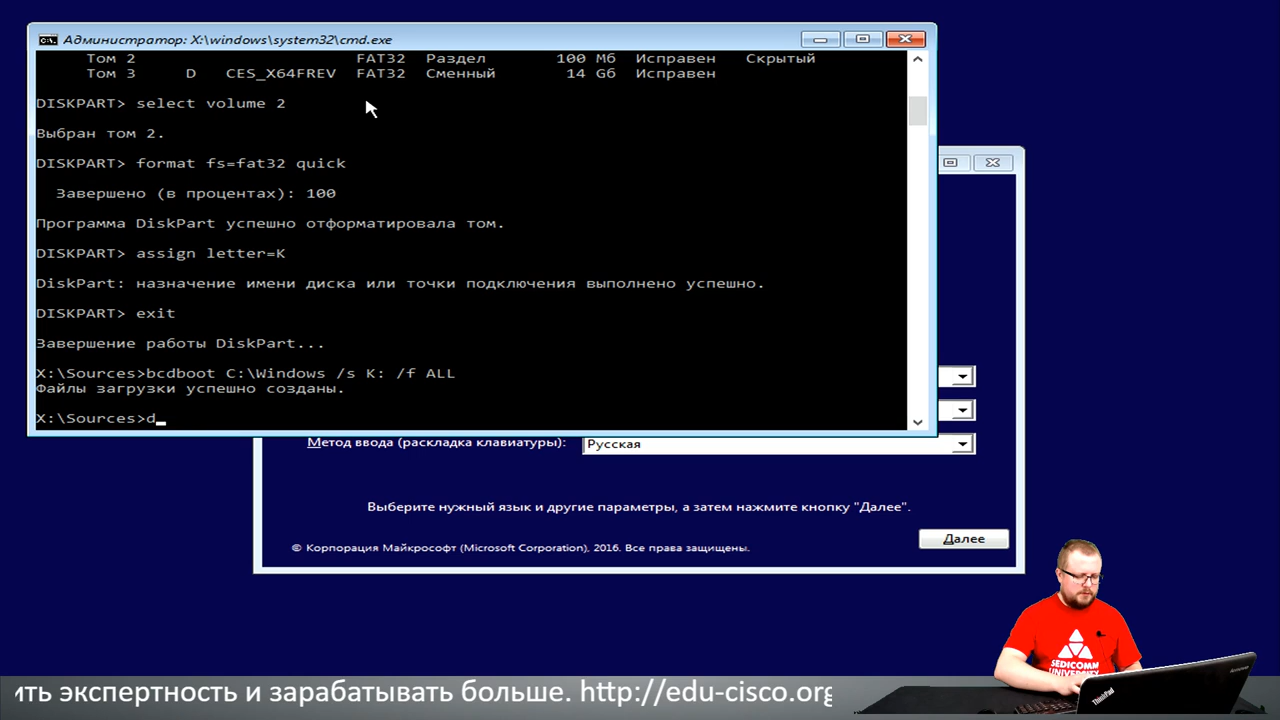 Администратор: X:\windows\system32\cmd.exe
Том 2 FAT32 Раздел 100 Мб Исправен Скрытый
Том 3 D CES_X64FREV FAT32 Сменный 14 Gб Исправен
DISKPART> select volume 2
Выбран том 2.
DISKPART> format fs=fat32 quick
Завершено (в процентах): 100
Программа DiskPart успешно отформатировала том.
DISKPART> assign letter=K
DiskPart: назначение имени диска или точки подключения выполнено успешно.
DISKPART> exit
Завершение работы DiskPart...
X:\Sources>bcdboot C:\Windows /s K: /f ALL
Файлы загрузки успешно созданы.
X:\Sources>d
Метод ввода (раскладка клавиатуры): Русская
Выберите нужный язык и другие параметры, а затем нажмите кнопку "Далее".
© Корпорация Майкрософт (Microsoft Corporation), 2016. Все права защищены.
Далее
SEDICOMM
UNIVERSITY
ThinkPad
ить экспертность и зарабатывать больше. http://edu-cisco.org